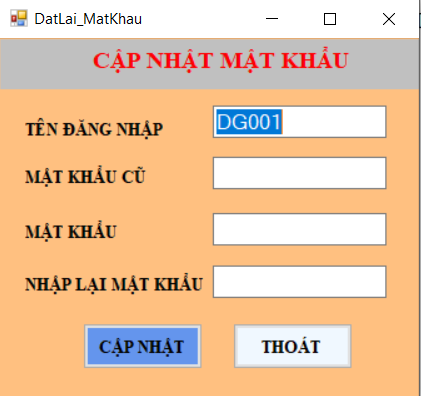 DatLai_MatKhau
CẬP NHẬT MẬT KHẨU
TÊN ĐĂNG NHẬP
DG001
MẬT KHẨU CŨ
MẬT KHẨU
NHẬP LẠI MẬT KHẨU
CẬP NHẬT
THOÁT